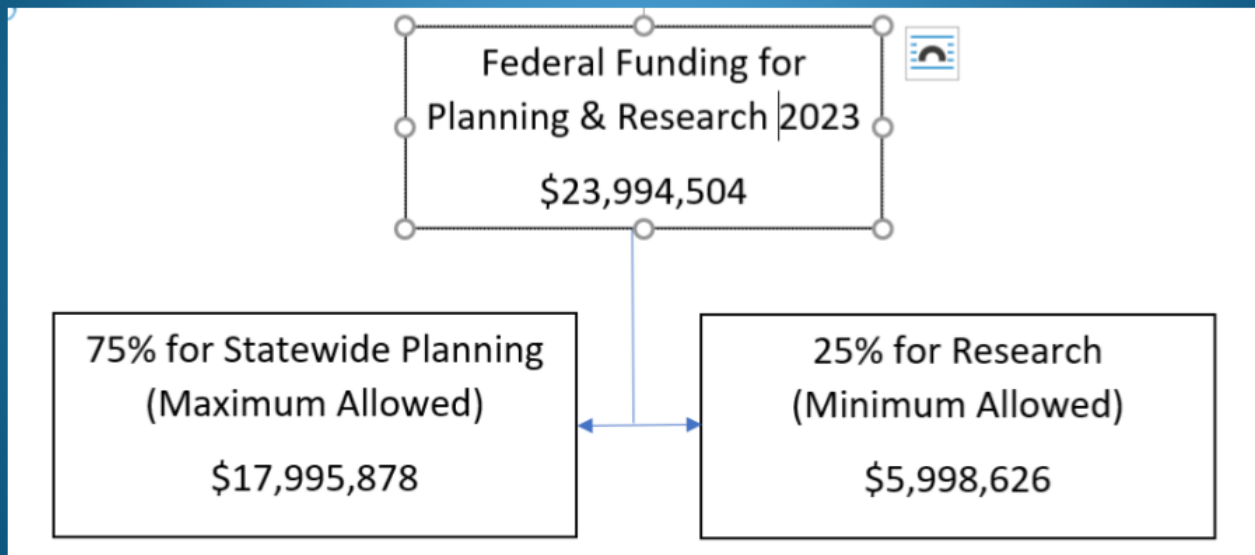 Federal Funding for
Planning & Research 2023
$23,994,504
75% for Statewide Planning
(Maximum Allowed)
$17,995,878
25% for Research
(Minimum Allowed)
$5,998,626